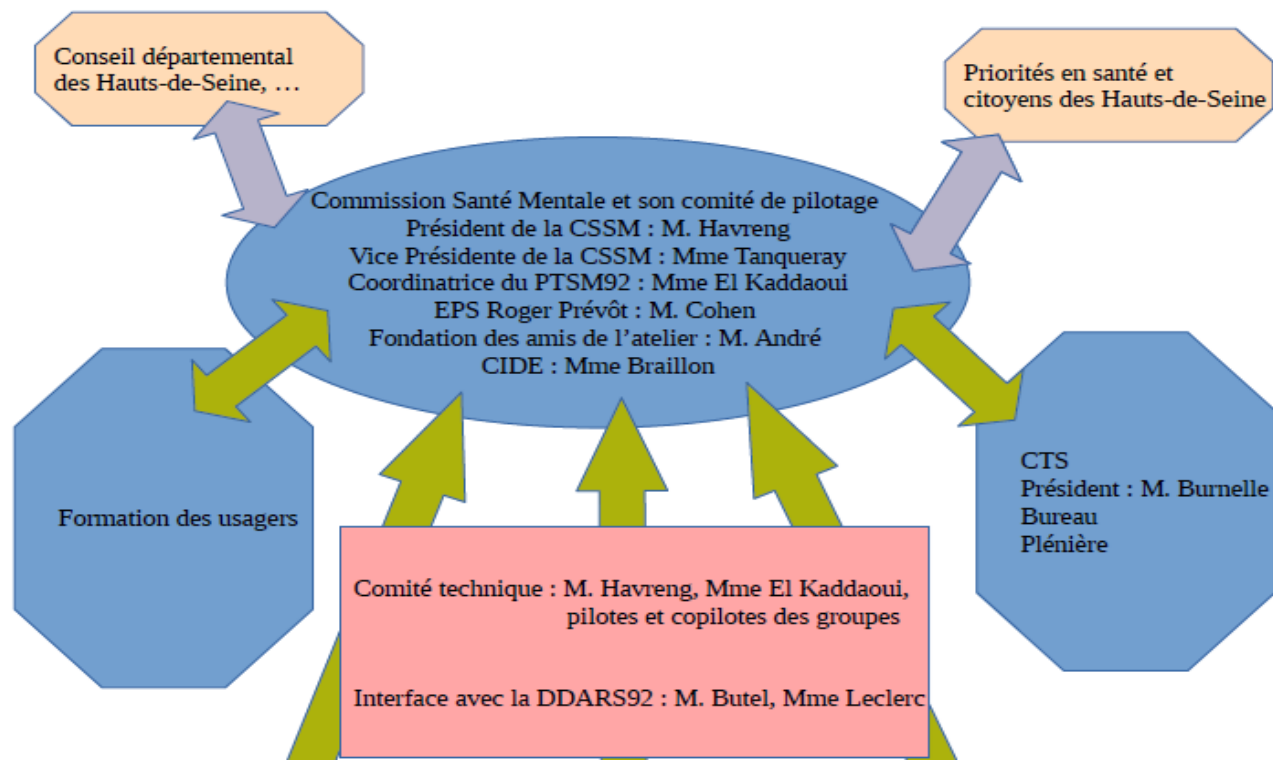 Conseil départemental
des Hauts-de-Seine, …
Priorités en santé et
citoyens des Hauts-de-Seine
Commission Santé Mentale et son comité de pilotage
Président de la CSSM : M. Havreng
Vice Présidente de la CSSM : Mme Tanqueray
Coordinatrice du PTSM92 : Mme El Kaddaoui
EPS Roger Prévôt : M. Cohen
Fondation des amis de l’atelier : M. André
CIDE : Mme Braillon
Formation des usagers
CTS
Président : M. Burnelle
Bureau
Plénière
Comité technique : M. Havreng, Mme El Kaddaoui,
pilotes et copilotes des groupes
Interface avec la DDARS92 : M. Butel, Mme Leclerc